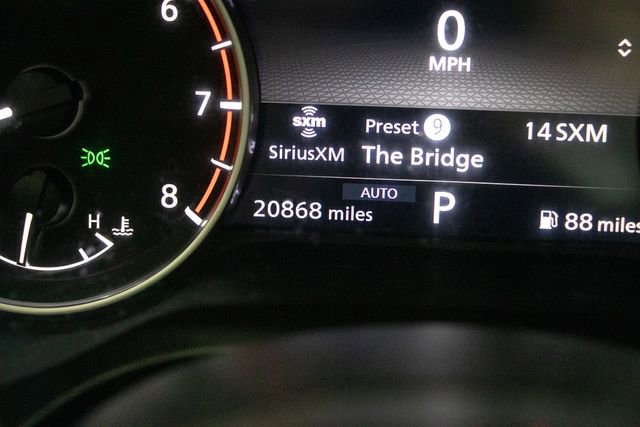 6
0
MPH
7
sxm
Preset 9
14 SXM
SiriusXM
The Bridge
8
AUTO
20868 miles
P
88 miles
H